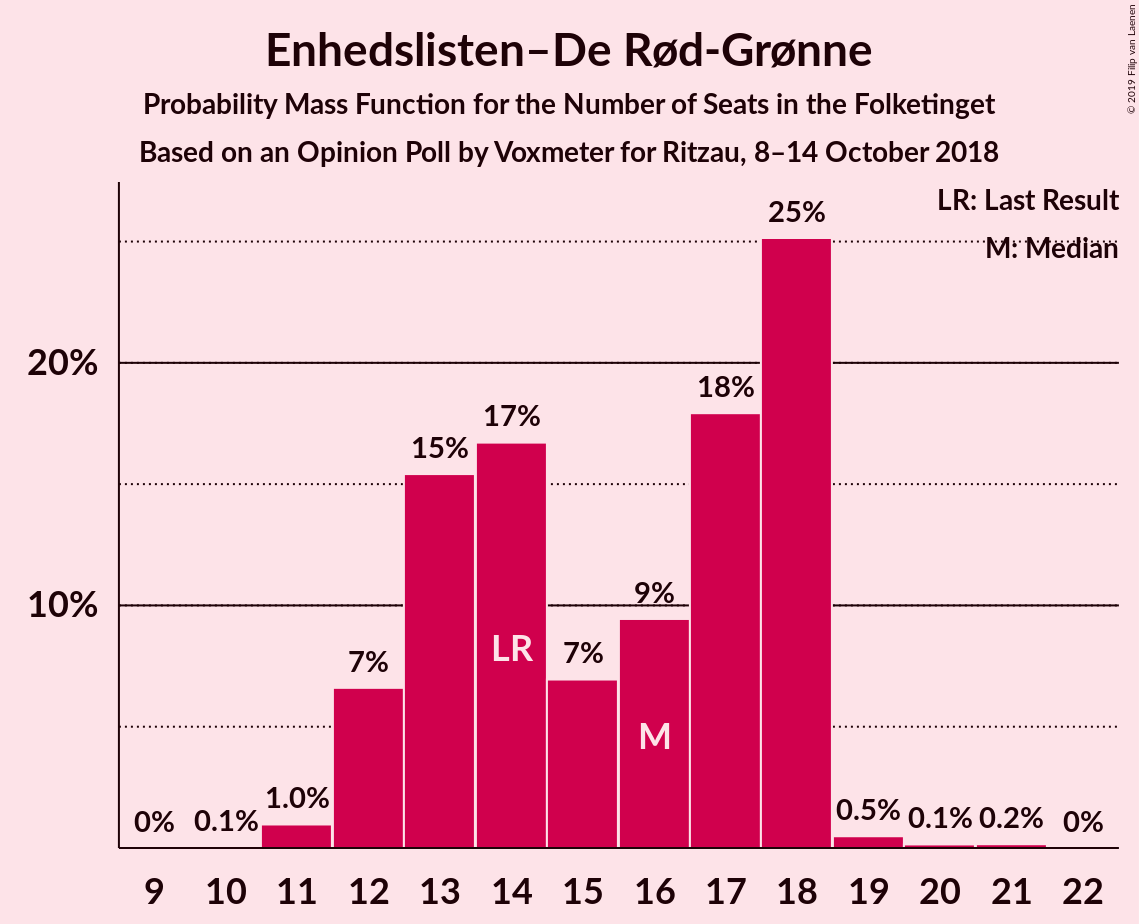 Enhedslisten–De Rød-Grønne
Probability Mass Function for the Number of Seats in the Folketinget
Based on an Opinion Poll by Voxmeter for Ritzau, 8–14 October 2018
© 2019 Filip van Laenen
LR: Last Result
M: Median
20%
10%
0%
0.1%
1.0%
7%
15%
17%
7%
9%
18%
25%
0.5%
0.1%
0.2%
0%
LR
M
9 10 11 12 13 14 15 16 17 18 19 20 21 22